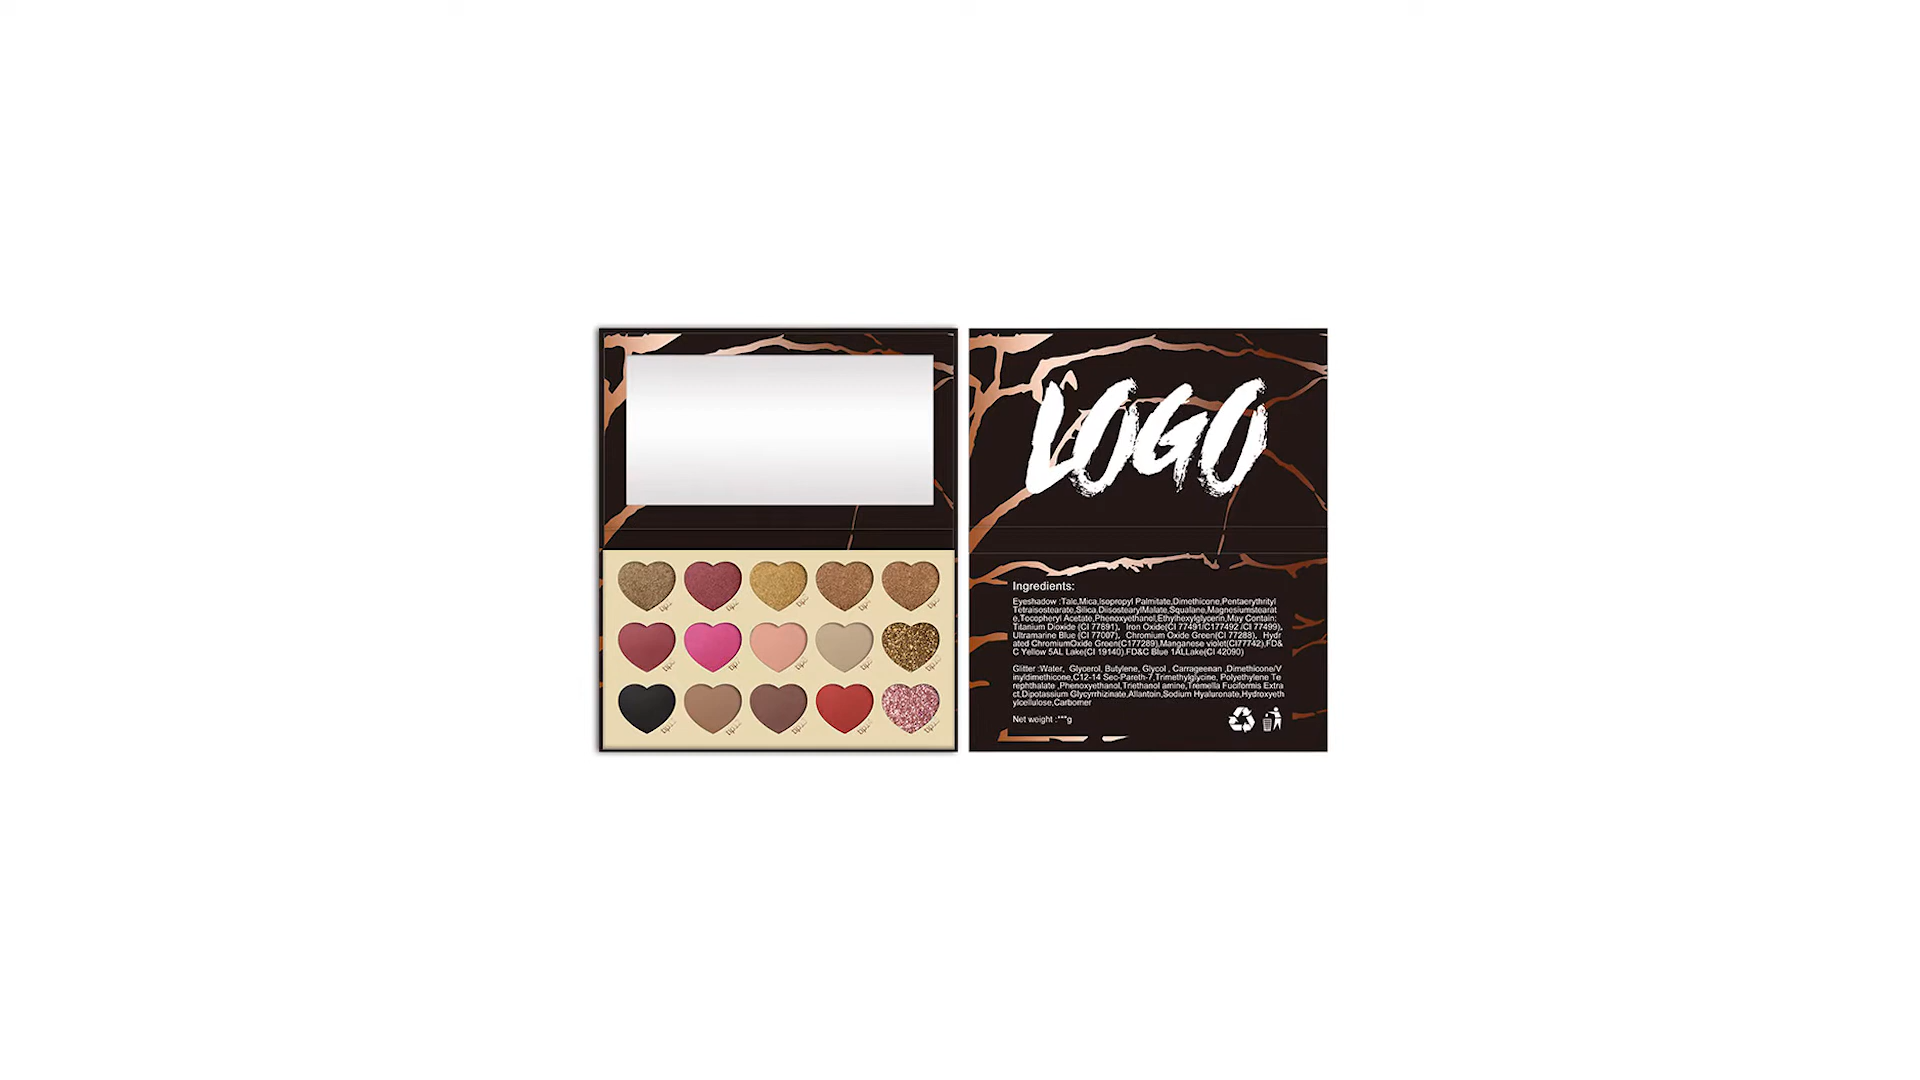 LOGO
Ingredients:
Eyeshadow :Talc,Mica,Isopropyl Palmitate,Dimethicone,Pentaerythrityl
Tetraisostearate,Silica,DiisostearylMalate,Squalane,Magnesiumstearat
e,Tocopheryl Acetate,Phenoxyethanol,Ethylhexylglycerin,May Contain:
Titanium Dioxide (CI 77891), Iron Oxide(CI 77491/C177492 /CI 77499),
Ultramarine Blue (CI 77007), Chromium Oxide Green(CI 77288), Hydr
ated ChromiumOxide Green(C177289),Manganese violet(CI77742),FD&
C Yellow 5AL Lake(CI 19140).FD&C Blue 1ALLake(CI 42090)
Glitter :Water, Glycerol, Butylene, Glycol , Carrageenan ,Dimethicone/V
inyldimethicone,C12-14 Sec-Pareth-7,Trimethylglycine, Polyethylene Te
rephthalate ,Phenoxyethanol,Triethanol amine,Tremella Fuciformis Extra
ct,Dipotassium Glycyrrhizinate,Allantoin,Sodium Hyaluronate,Hydroxyeth
ylcellulose,Carbomer
Net weight :***g